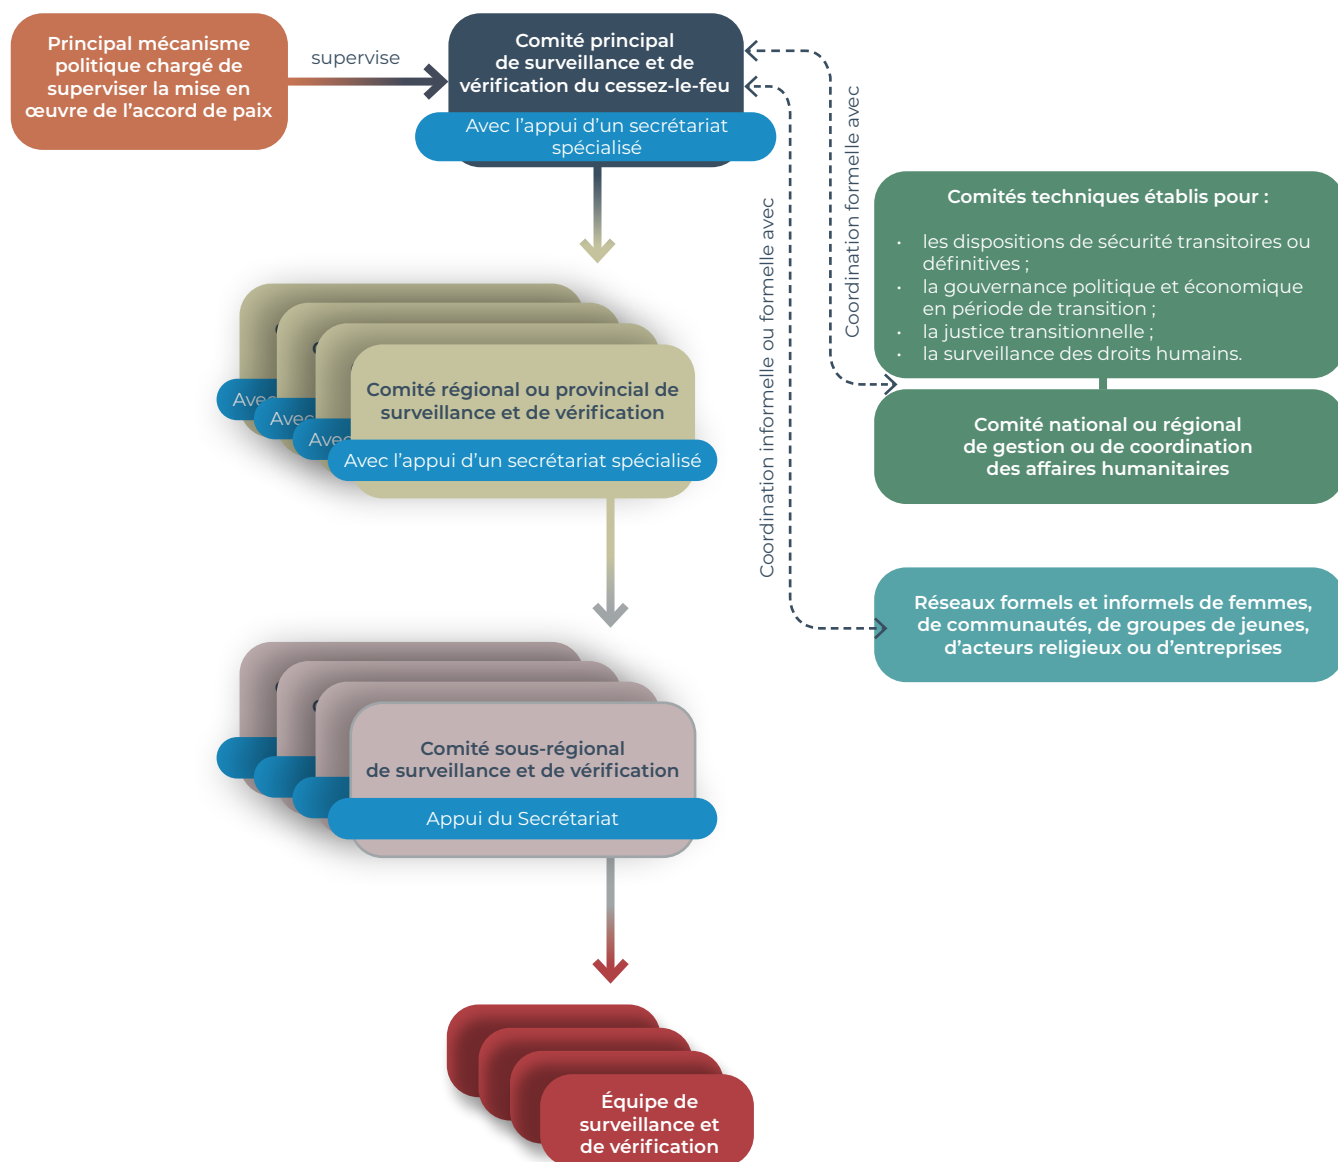 Principal mécanisme
politique chargé de
superviser la mise en
œuvre de l’accord de paix
supervise
Comité principal
de surveillance et de
vérification du cessez-le-feu
Avec l’appui d’un secrétariat
spécialisé
Coordination formelle avec
Coordination informelle ou formelle avec
Comités techniques établis pour :
• les dispositions de sécurité transitoires ou
définitives ;
• la gouvernance politique et économique
en période de transition ;
• la justice transitionnelle ;
• la surveillance des droits humains.
Comité national ou régional
de gestion ou de coordination
des affaires humanitaires
Réseaux formels et informels de femmes,
de communautés, de groupes de jeunes,
d’acteurs religieux ou d’entreprises
Avec
Avec
Avec
Comité régional ou provincial de
surveillance et de vérification
Avec l’appui d’un secrétariat spécialisé
Comité sous-régional
de surveillance et de vérification
Appui du Secrétariat
Équipe de
surveillance et
de vérification